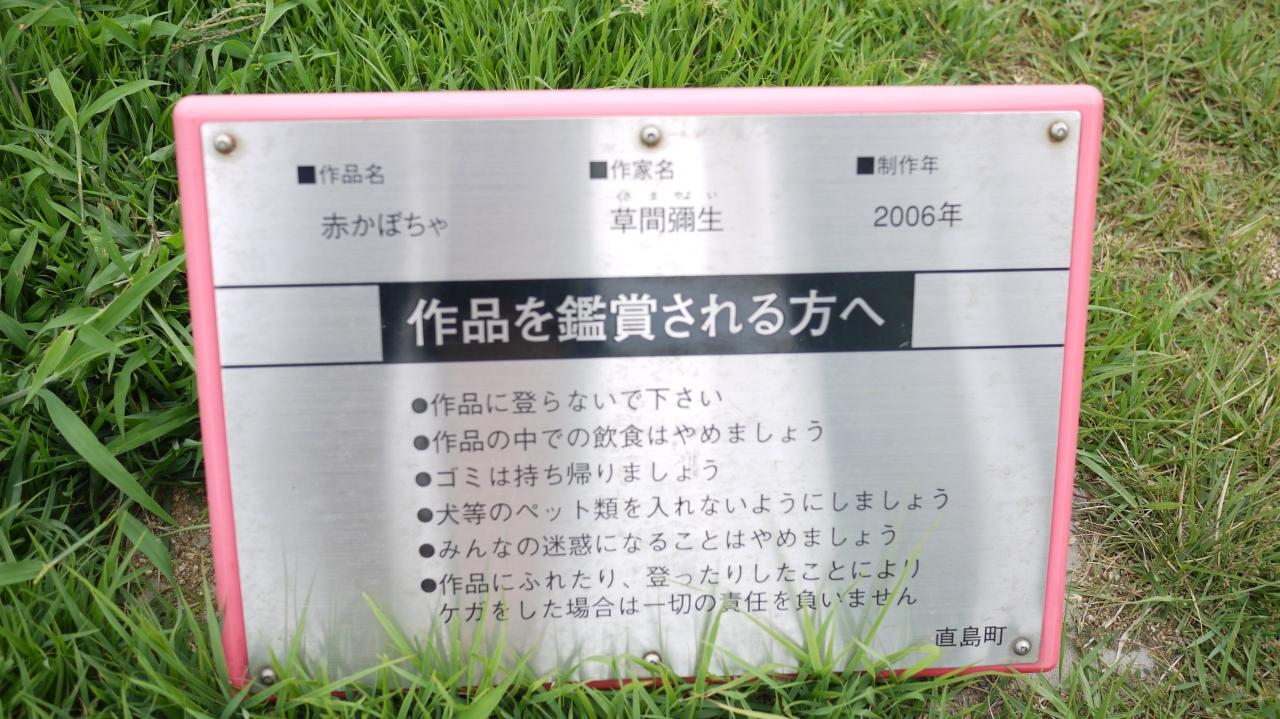 ■作品名 ■作家名 ■制作年
くさ ま やよ い
赤かぼちゃ 草間彌生 2006年
作品を鑑賞される方へ
●作品に登らないで下さい
●作品の中での飲食はやめましょう
●ゴミは持ち帰りましょう
●犬等のペット類を入れないようにしましょう
●みんなの迷惑になることはやめましょう
●作品にふれたり、登ったりしたことにより
ケガをした場合は一切の責任を負いません
直島町